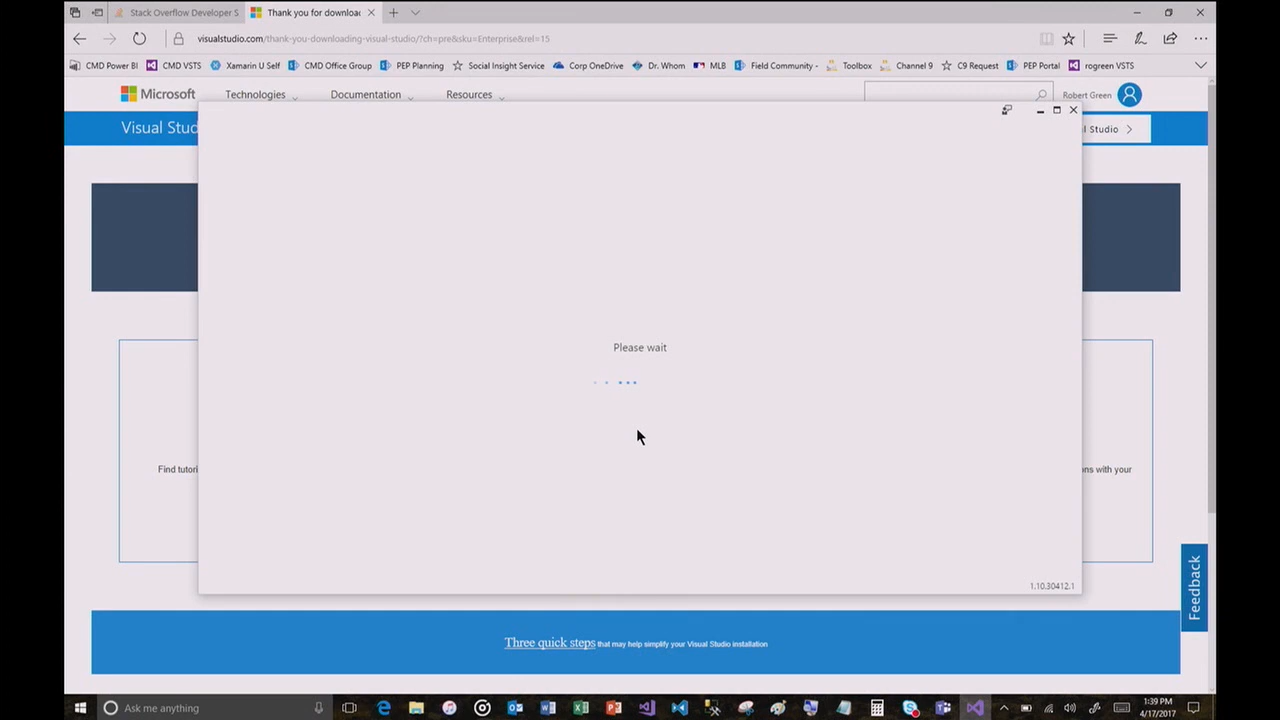 Stack Overflow Developer S
Thank you for downloa
visualstudio.com/thank-you-downloading-visual-studio/?ch=pre&sku=Enterprise&rel=15
CMD Power BI CMD VSTS Xamarin U Self CMD Office Group PEP Planning Social Insight Service Corp OneDrive Dr. Whom MLB Field Community - Toolbox Channel 9 C9 Request PEP Portal rogreen VSTS
Microsoft Technologies Documentation Resources Robert Green
Visual Stud
l Studio
Please wait
Find tutori
ons with your
1.10.30412.1
Feedback
Three quick steps that may help simplify your Visual Studio installation
Ask me anything
1:39 PM
4/17/2017